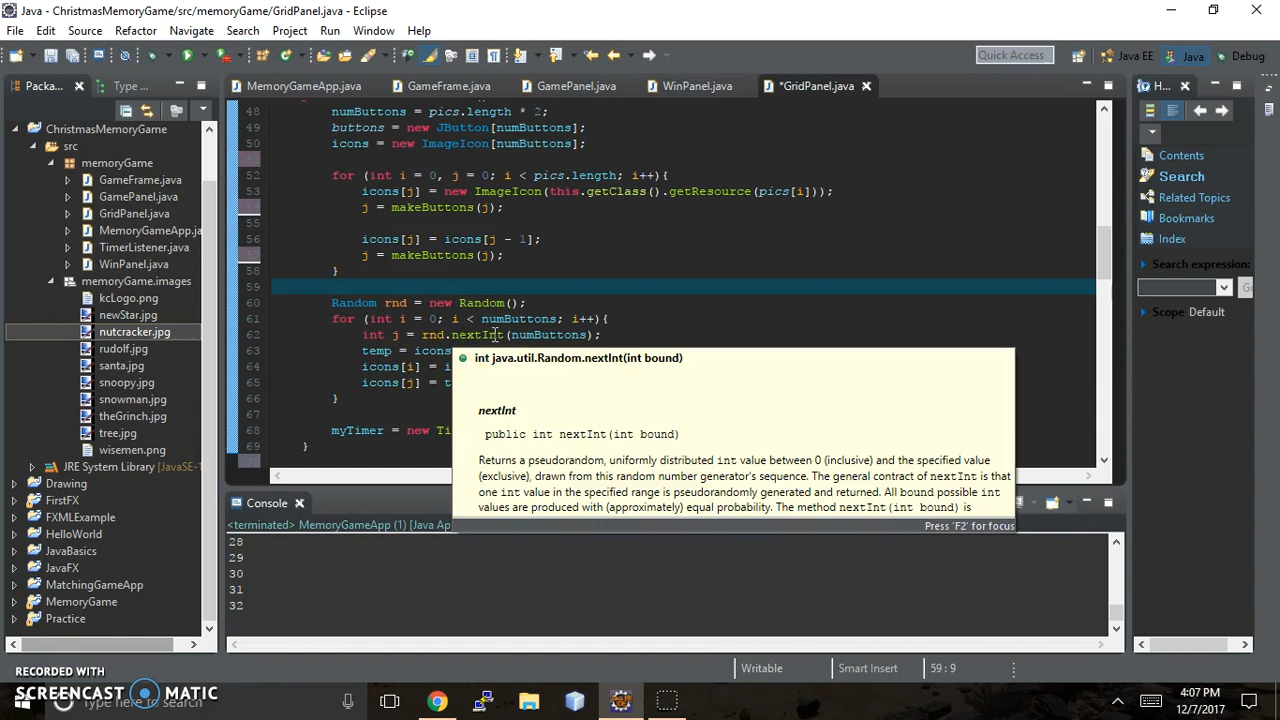 Java - ChristmasMemoryGame/src/memoryGame/GridPanel.java - Eclipse
File Edit Source Refactor Navigate Search Project Run Window Help
Quick Access
Java EE
Java
Debug
Packa...
Type ...
MemoryGameApp.java
GameFrame.java
GamePanel.java
WinPanel.java
*GridPanel.java
H...
ChristmasMemoryGame
src
memoryGame
GameFrame.java
GamePanel.java
GridPanel.java
MemoryGameApp.ja
TimerListener.java
WinPanel.java
memoryGame.images
kcLogo.png
newStar.jpg
nutcracker.jpg
rudolf.jpg
santa.jpg
snoopy.jpg
snowman.jpg
theGrinch.jpg
tree.jpg
wisemen.png
JRE System Library [JavaSE-1
Drawing
FirstFX
FXMLExample
HelloWorld
JavaBasics
JavaFX
MatchingGameApp
MemoryGame
Practice
48 numButtons = pics.length * 2;
49 buttons = new JButton[numButtons];
50 icons = new ImageIcon[numButtons];
51
52 for (int i = 0, j = 0; i < pics.length; i++){
53 icons[j] = new ImageIcon(this.getClass().getResource(pics[i]));
54 j = makeButtons(j);
55
56 icons[j] = icons[j - 1];
57 j = makeButtons(j);
58 }
59
60 Random rnd = new Random();
61 for (int i = 0; i < numButtons; i++){
62 int j = rnd.nextInt(numButtons);
63 temp = icons
64 icons[i] = i
65 icons[j] = t
66 }
67
68 myTimer = new Ti
69 }
int java.util.Random.nextInt(int bound)
nextInt
public int nextInt(int bound)
Returns a pseudorandom, uniformly distributed int value between 0 (inclusive) and the specified value
(exclusive), drawn from this random number generator's sequence. The general contract of nextInt is that
one int value in the specified range is pseudorandomly generated and returned. All bound possible int
values are produced with (approximately) equal probability. The method nextInt(int bound) is
Press 'F2' for focus
Contents
Search
Related Topics
Bookmarks
Index
Search expression:
Go
Scope Default
Console
<terminated> MemoryGameApp (1) [Java Ap
28
29
30
31
32
Writable
Smart Insert
59 : 9
RECORDED WITH
SCREENCAST MATIC
here to search
4:07 PM
12/7/2017